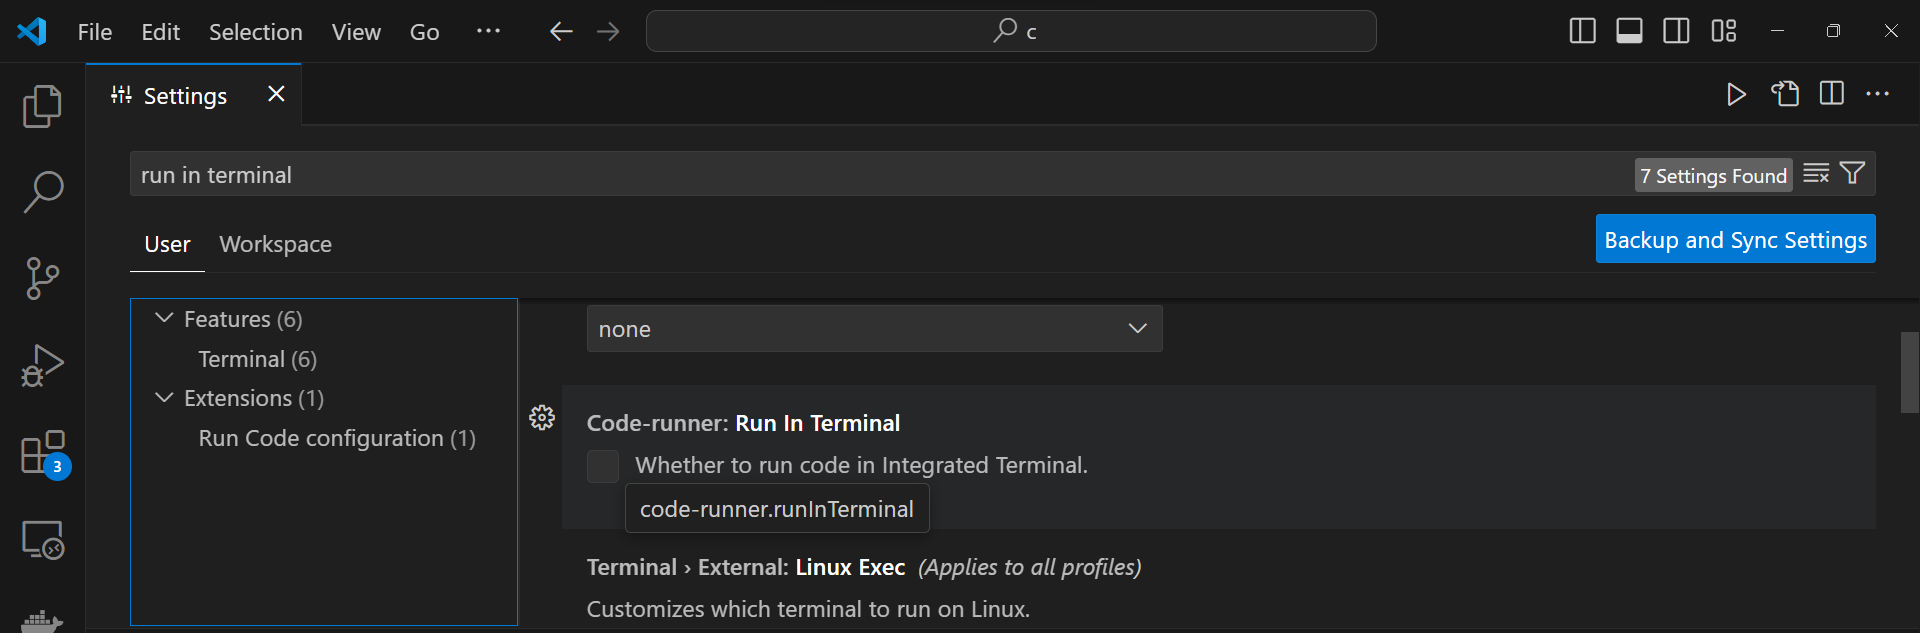 File Edit Selection View Go ...
c
Settings
run in terminal
7 Settings Found
User Workspace
Backup and Sync Settings
Features (6)
Terminal (6)
Extensions (1)
Run Code configuration (1)
3
none
Code-runner: Run In Terminal
Whether to run code in Integrated Terminal.
code-runner.runInTerminal
Terminal › External: Linux Exec (Applies to all profiles)
Customizes which terminal to run on Linux.